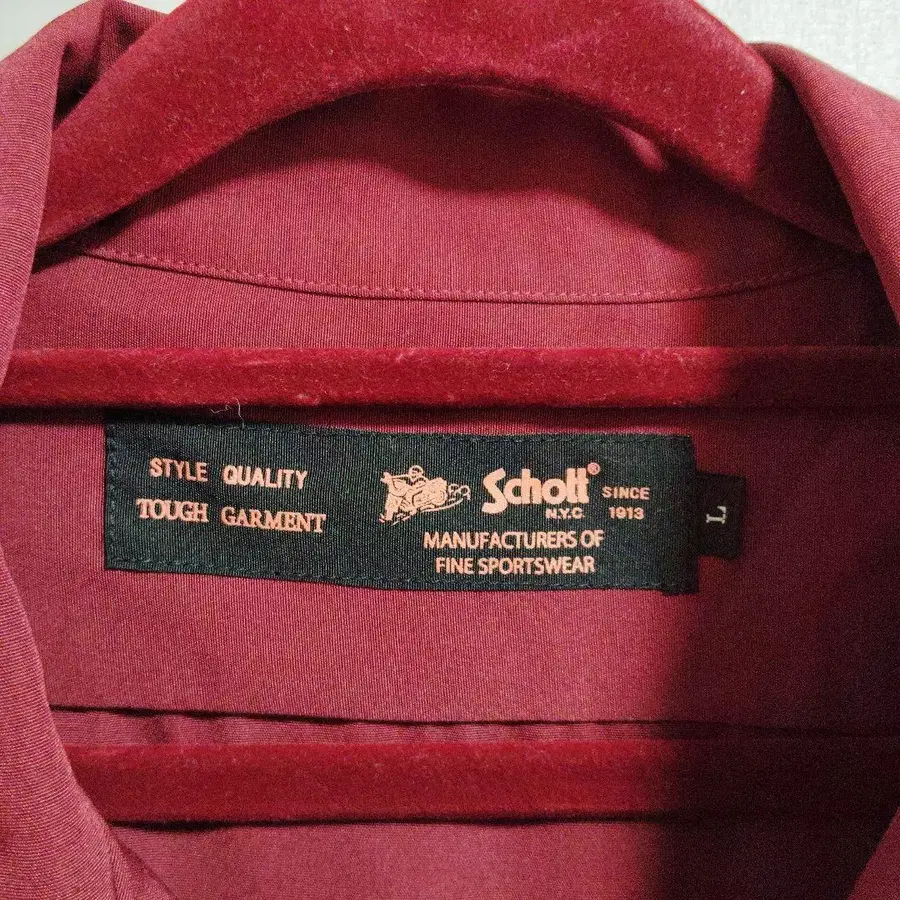 STYLE QUALITY
TOUGH GARMENT
Schott®
N.Y.C
SINCE
1913
MANUFACTURERS OF
FINE SPORTSWEAR
L